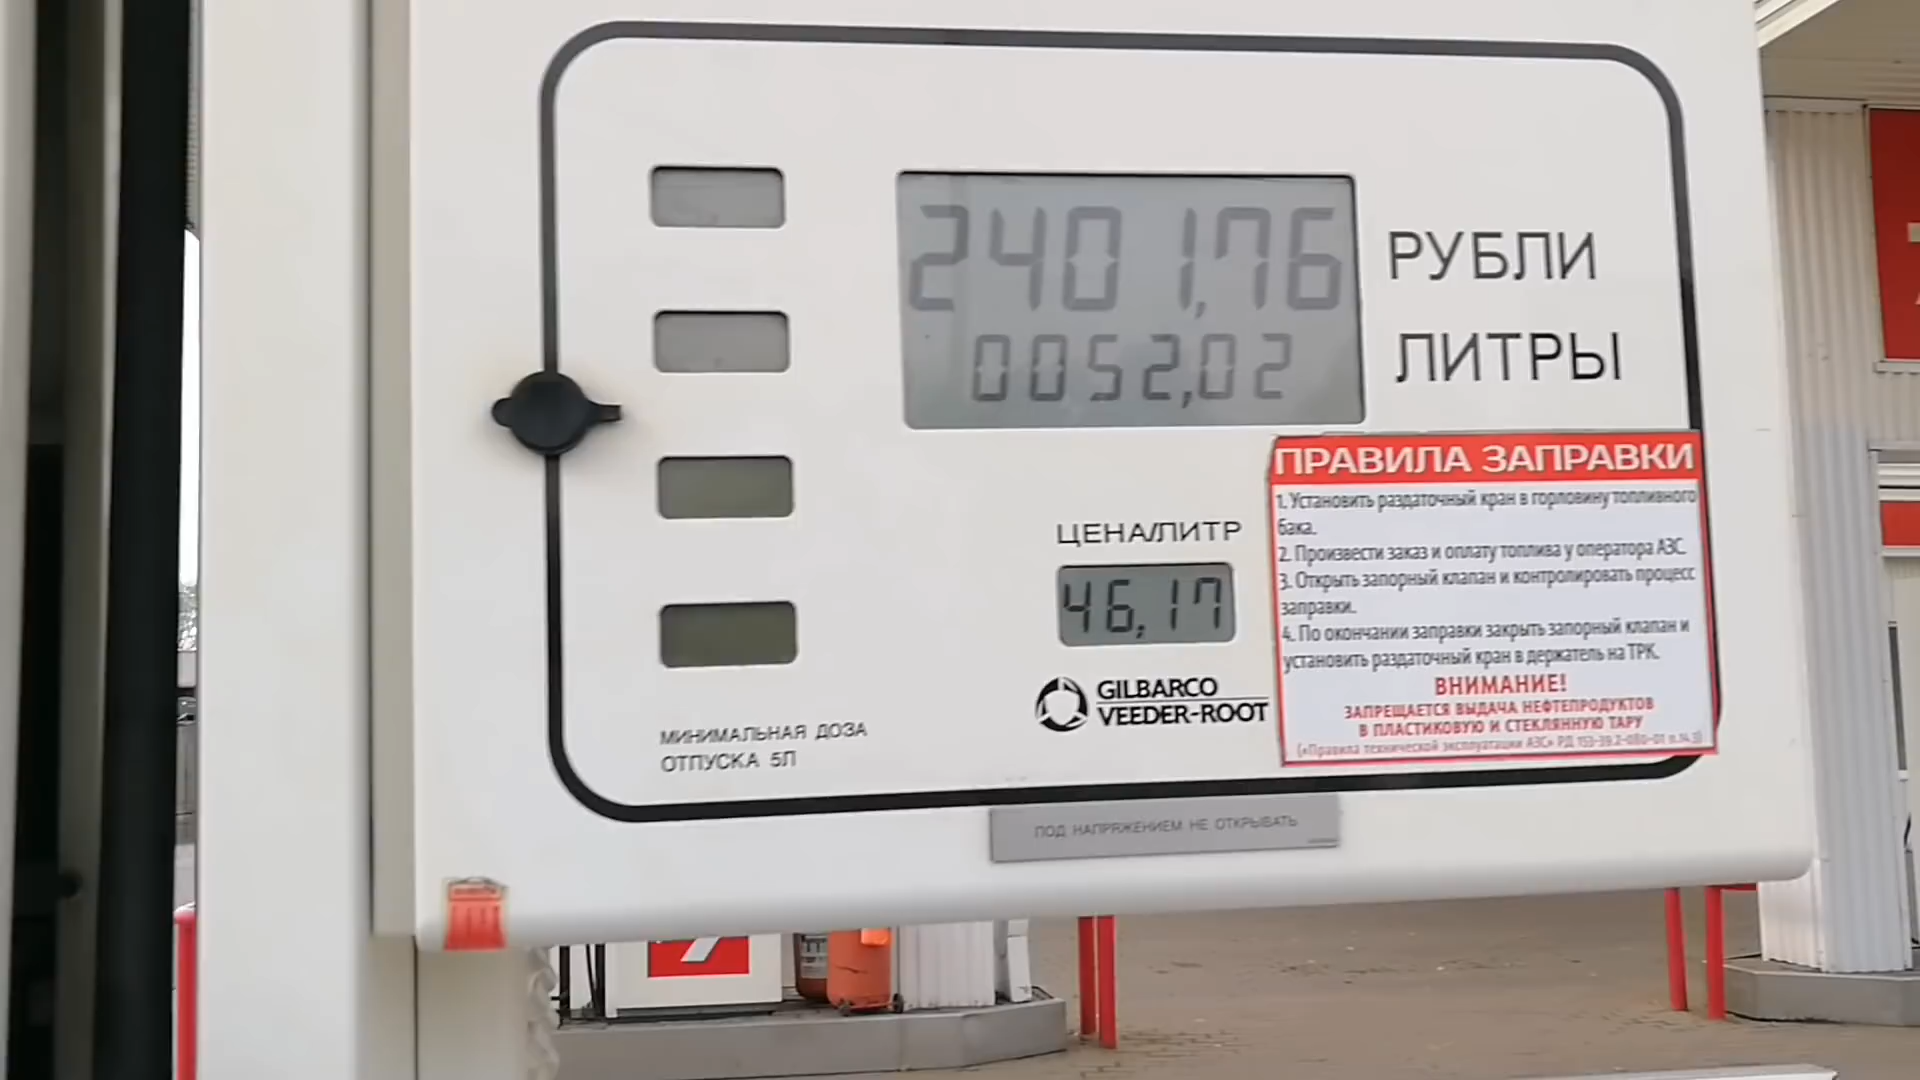 2401,76
РУБЛИ
0052,02
ЛИТРЫ
ЦЕНА/ЛИТР
46,17
GILBARCO
VEEDER-ROOT
МИНИМАЛЬНАЯ ДОЗА
ОТПУСКА 5Л
ПРАВИЛА ЗАПРАВКИ
1. Установить раздаточный кран в горловину топливного
бака.
2. Произвести заказ и оплату топлива у оператора АЗС.
3. Открыть запорный клапан и контролировать процесс
заправки.
4. По окончании заправки закрыть запорный клапан и
установить раздаточный кран в держатель на ТРК.
ВНИМАНИЕ!
ЗАПРЕЩАЕТСЯ ВЫДАЧА НЕФТЕПРОДУКТОВ
В ПЛАСТИКОВУЮ И СТЕКЛЯННУЮ ТАРУ
(«Правила технической эксплуатации АЗС» РД 153-39.2-080-01 п.14.3)
ПОД НАПРЯЖЕНИЕМ НЕ ОТКРЫВАТЬ
7